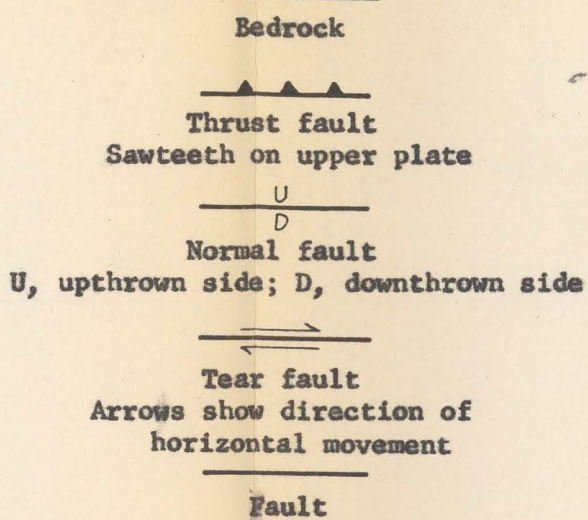 Bedrock
Thrust fault
Sawteeth on upper plate
U
D
Normal fault
U, upthrown side; D, downthrown side
Tear fault
Arrows show direction of
horizontal movement
Fault